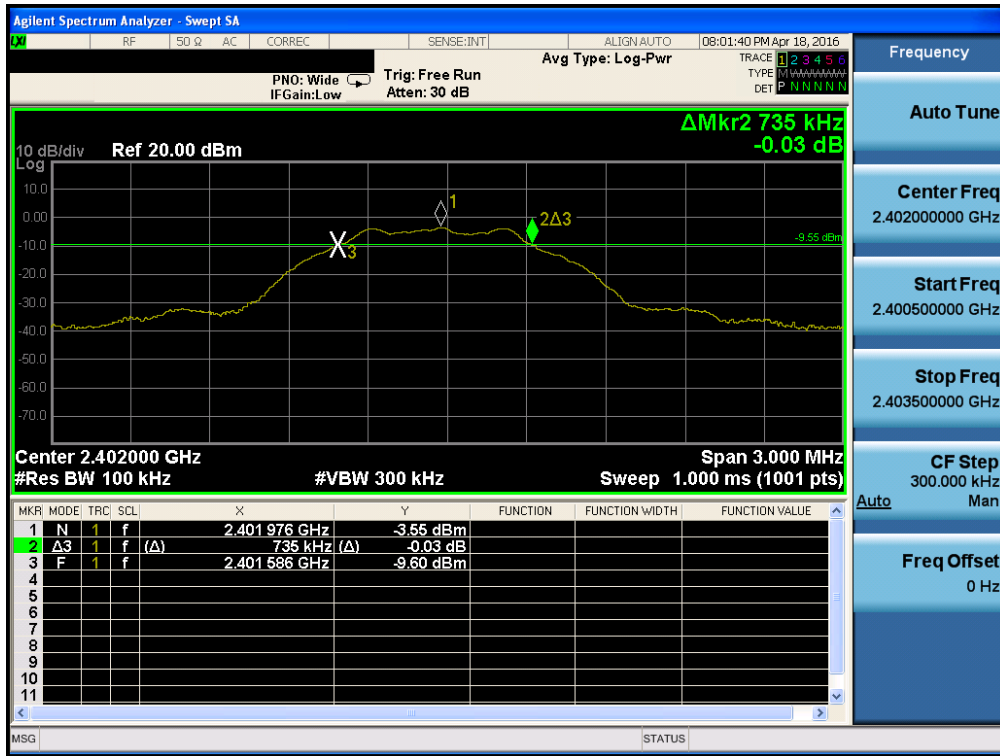 Agilent Spectrum Analyzer - Swept SA
LXI RF 50 Ω AC CORREC SENSE:INT ALIGN AUTO 08:01:40 PM Apr 18, 2016
Avg Type: Log-Pwr
TRACE 1 2 3 4 5 6
TYPE M
DET P N N N N N
PNO: Wide
IFGain:Low
Trig: Free Run
Atten: 30 dB
ΔMkr2 735 kHz
-0.03 dB
10 dB/div Ref 20.00 dBm
Log
10.0
0.00
-10.0
-20.0
-30.0
-40.0
-50.0
-60.0
-70.0
1
2Δ3
3
-9.55 dBm
Center 2.402000 GHz Span 3.000 MHz
#Res BW 100 kHz #VBW 300 kHz Sweep 1.000 ms (1001 pts)
MKR MODE TRC SCL X Y FUNCTION FUNCTION WIDTH FUNCTION VALUE
1 N 1 f 2.401 976 GHz -3.55 dBm
2 Δ3 1 f (Δ) 735 kHz (Δ) -0.03 dB
3 F 1 f 2.401 586 GHz -9.60 dBm
4
5
6
7
8
9
10
11
MSG STATUS
Frequency
Auto Tune
Center Freq
2.402000000 GHz
Start Freq
2.400500000 GHz
Stop Freq
2.403500000 GHz
CF Step
300.000 kHz
Auto Man
Freq Offset
0 Hz